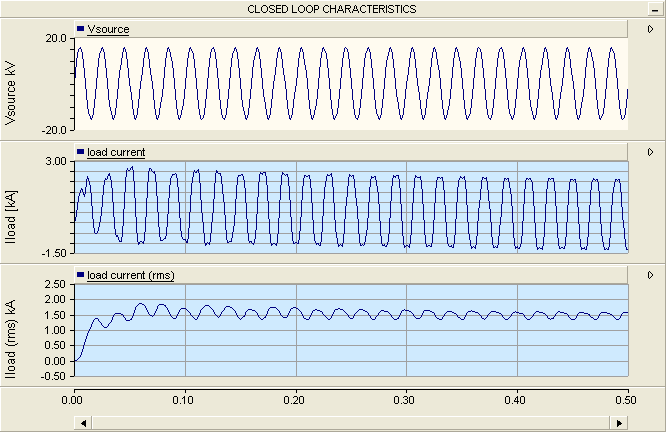 CLOSED LOOP CHARACTERISTICS
Vsource
Vsource kV
20.0
-20.0
load current
Iload [kA]
3.00
-1.50
load current (rms)
Iload (rms) kA
2.50
2.00
1.50
1.00
0.50
0.00
-0.50
0.00 0.10 0.20 0.30 0.40 0.50